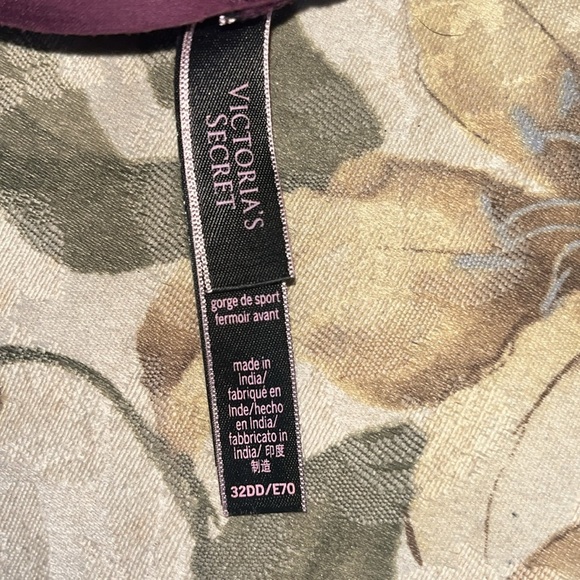 VICTORIA'S
SECRET
gorge de sport
fermoir avant
made in
India/
fabriqué en
Inde/hecho
en India/
fabbricato in
India/ 印度
制造
32DD/E70